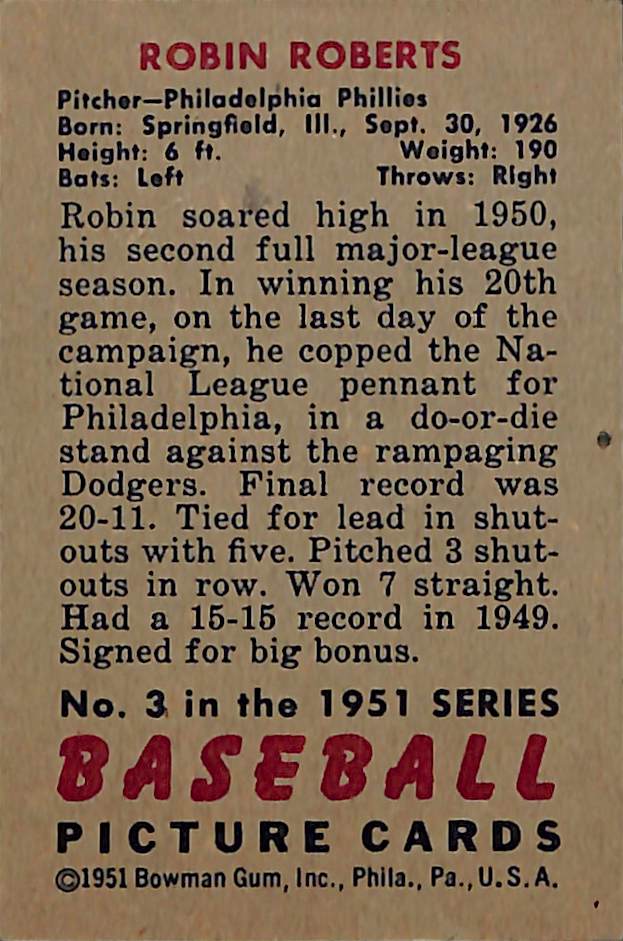 ROBIN ROBERTS
Pitcher—Philadelphia Phillies
Born: Springfield, Ill., Sept. 30, 1926
Height: 6 ft. Weight: 190
Bats: Left Throws: Right
Robin soared high in 1950,
his second full major-league
season. In winning his 20th
game, on the last day of the
campaign, he copped the Na-
tional League pennant for
Philadelphia, in a do-or-die
stand against the rampaging
Dodgers. Final record was
20-11. Tied for lead in shut-
outs with five. Pitched 3 shut-
outs in row. Won 7 straight.
Had a 15-15 record in 1949.
Signed for big bonus.
No. 3 in the 1951 SERIES
BASEBALL
PICTURE CARDS
©1951 Bowman Gum, Inc., Phila., Pa., U.S.A.